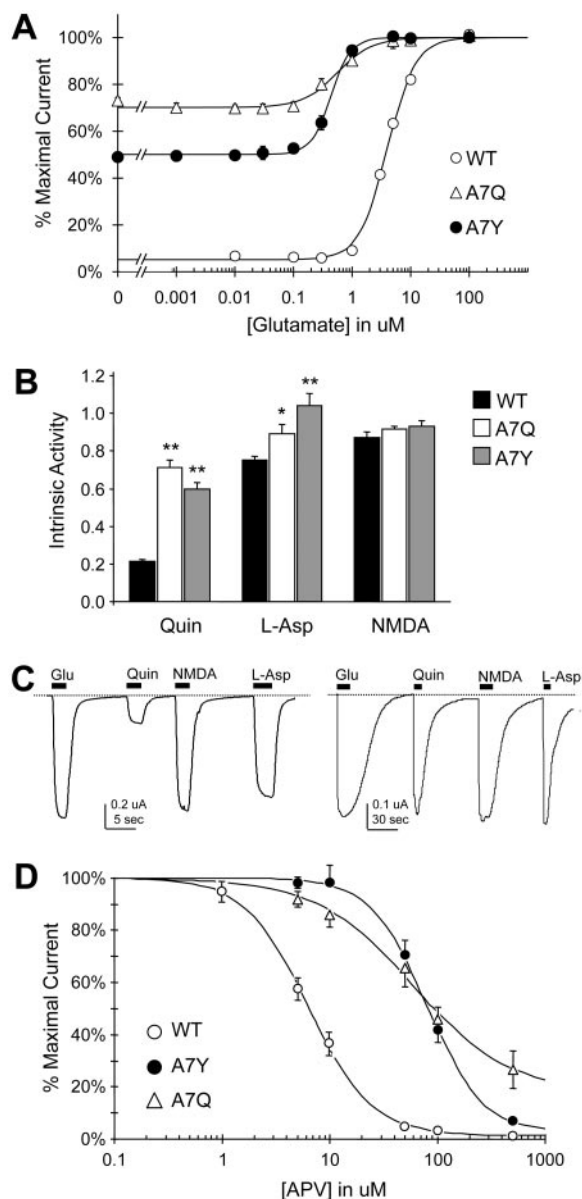 A
100%
80%
60%
40%
20%
0%
% Maximal Current
WT
A7Q
A7Y
0 0.001 0.01 0.1 1 10 100
[Glutamate] in uM
B
1.2
1.0
0.8
0.6
0.4
0.2
0.0
Intrinsic Activity
** ** * **
WT
A7Q
A7Y
Quin L-Asp NMDA
C
Glu Quin NMDA L-Asp Glu Quin NMDA L-Asp
0.2 uA
5 sec
0.1 uA
30 sec
D
100%
80%
60%
40%
20%
0%
% Maximal Current
WT
A7Y
A7Q
0.1 1 10 100 1000
[APV] in uM